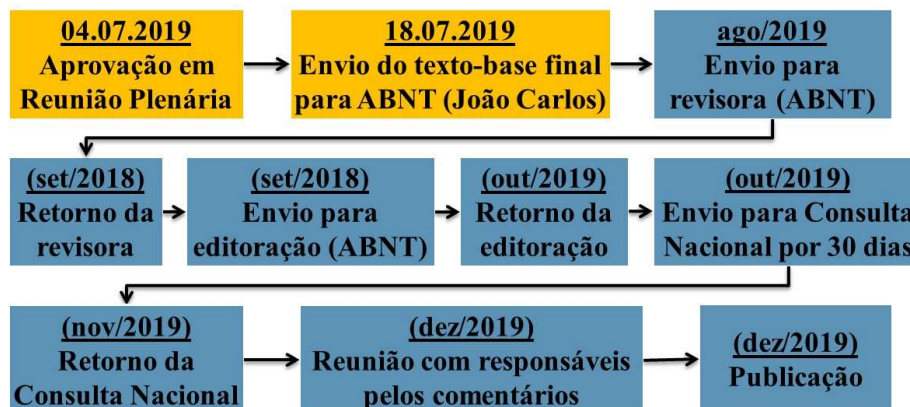 04.07.2019
Aprovação em
Reunião Plenária
18.07.2019
Envio do texto-base final
para ABNT (João Carlos)
ago/2019
Envio para
revisora (ABNT)
(set/2018)
Retorno da
revisora
(set/2018)
Envio para
editoração (ABNT)
(out/2019)
Retorno da
editoração
(out/2019)
Envio para Consulta
Nacional por 30 dias
(nov/2019)
Retorno da
Consulta Nacional
(dez/2019)
Reunião com responsáveis
pelos comentários
(dez/2019)
Publicação